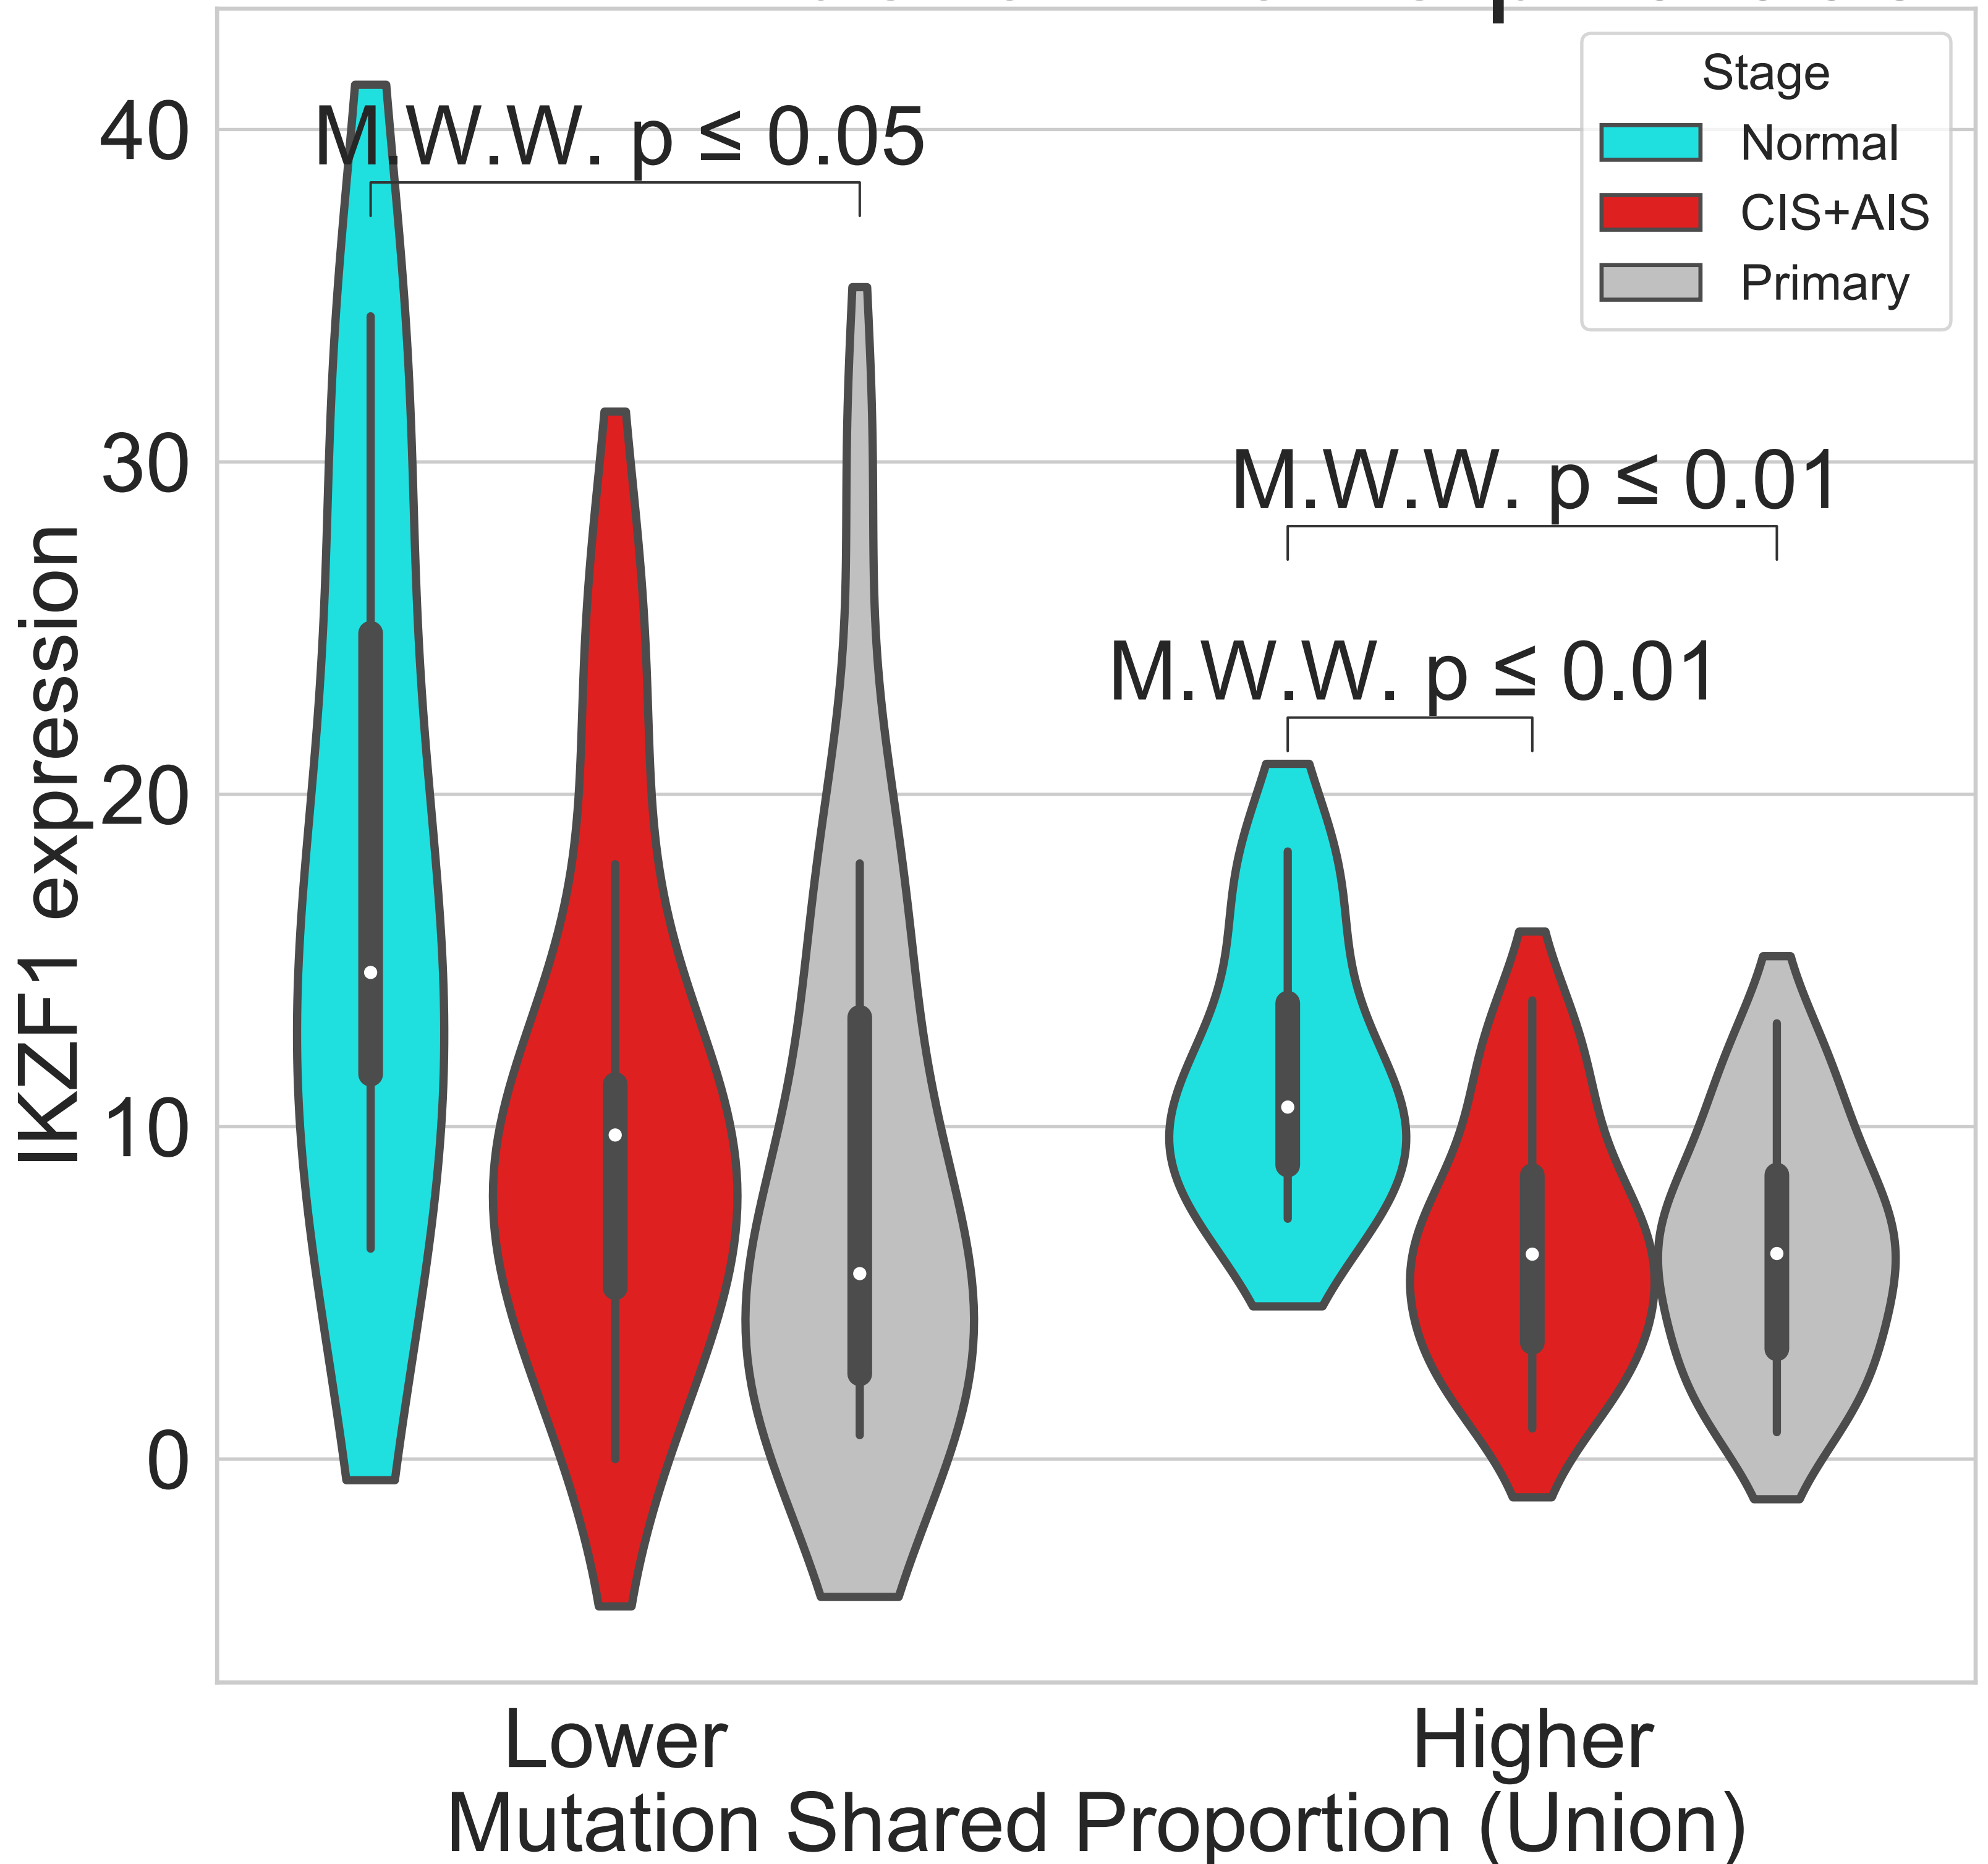 Stage
Normal
CIS+AIS
Primary
M.W.W. p ≤ 0.05
M.W.W. p ≤ 0.01
M.W.W. p ≤ 0.01
40
30
20
10
0
IKZF1 expression
Lower
Higher
Mutation Shared Proportion (Union)